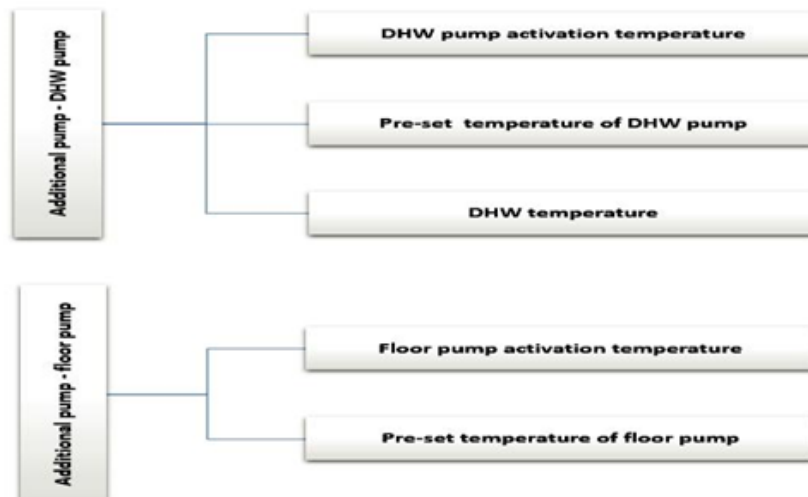 Additional pump - DHW pump
DHW pump activation temperature
Pre-set temperature of DHW pump
DHW temperature
Additional pump - floor pump
Floor pump activation temperature
Pre-set temperature of floor pump